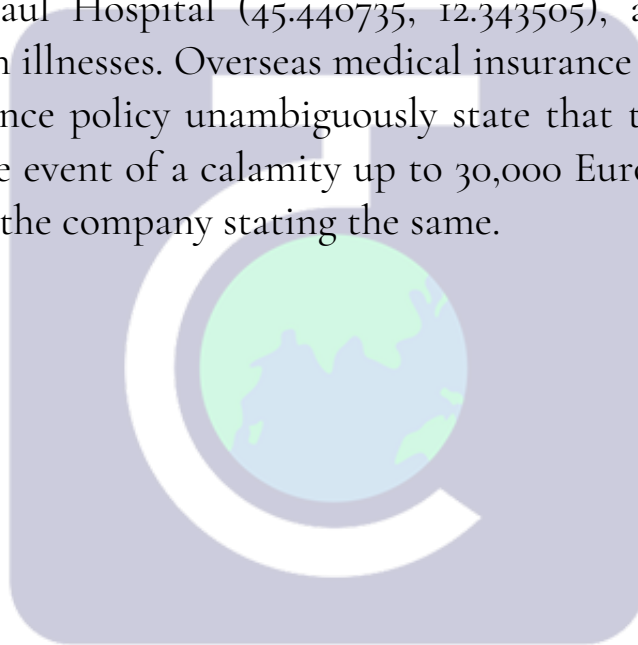 aul Hospital (45.440735, 12.343505), a
n illnesses. Overseas medical insurance
nce policy unambiguously state that t
e event of a calamity up to 30,000 Euro
the company stating the same.